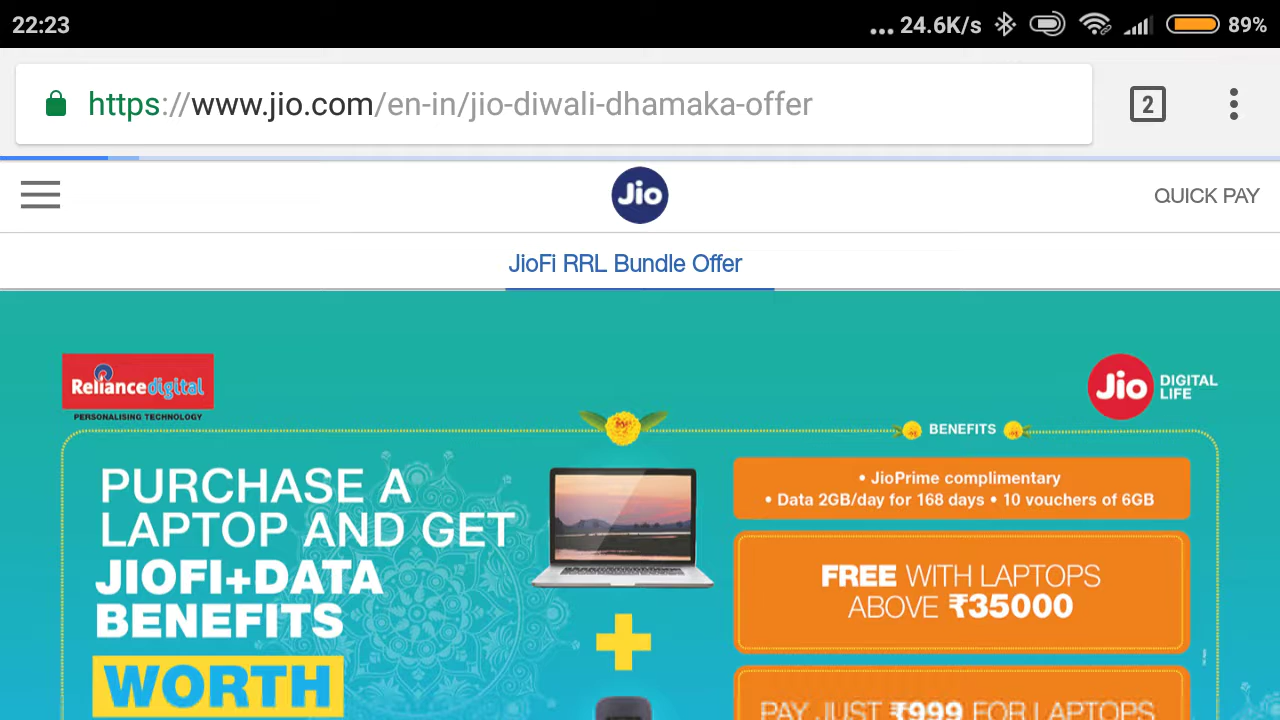 22:23
... 24.6K/s 89%
https://www.jio.com/en-in/jio-diwali-dhamaka-offer
2
Jio
QUICK PAY
JioFi RRL Bundle Offer
Reliance digital
PERSONALISING TECHNOLOGY
Jio DIGITAL LIFE
BENEFITS
PURCHASE A
LAPTOP AND GET
JIOFI+DATA
BENEFITS
WORTH
• JioPrime complimentary
• Data 2GB/day for 168 days • 10 vouchers of 6GB
FREE WITH LAPTOPS
ABOVE ₹35000
PAY JUST ₹999 FOR LAPTOPS